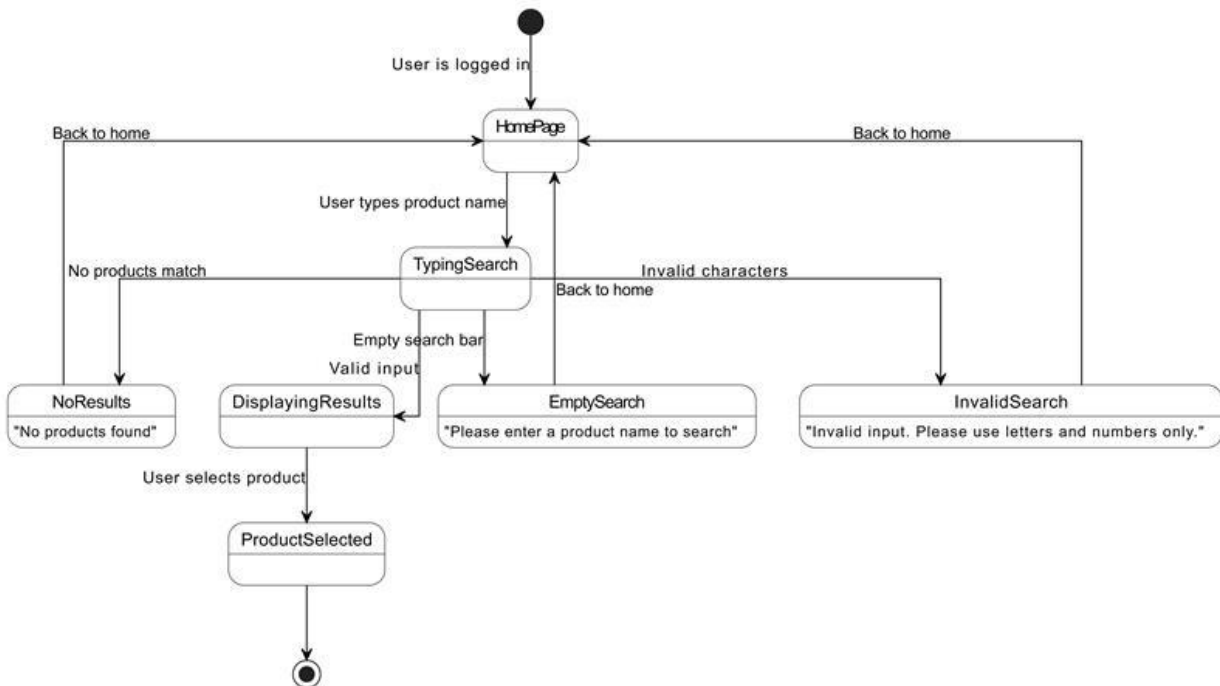 User is logged in
HomePage
Back to home
Back to home
User types product name
TypingSearch
No products match
Invalid characters
Back to home
Empty search bar
Valid input
NoResults
"No products found"
DisplayingResults
EmptySearch
"Please enter a product name to search"
InvalidSearch
"Invalid input. Please use letters and numbers only."
User selects product
ProductSelected